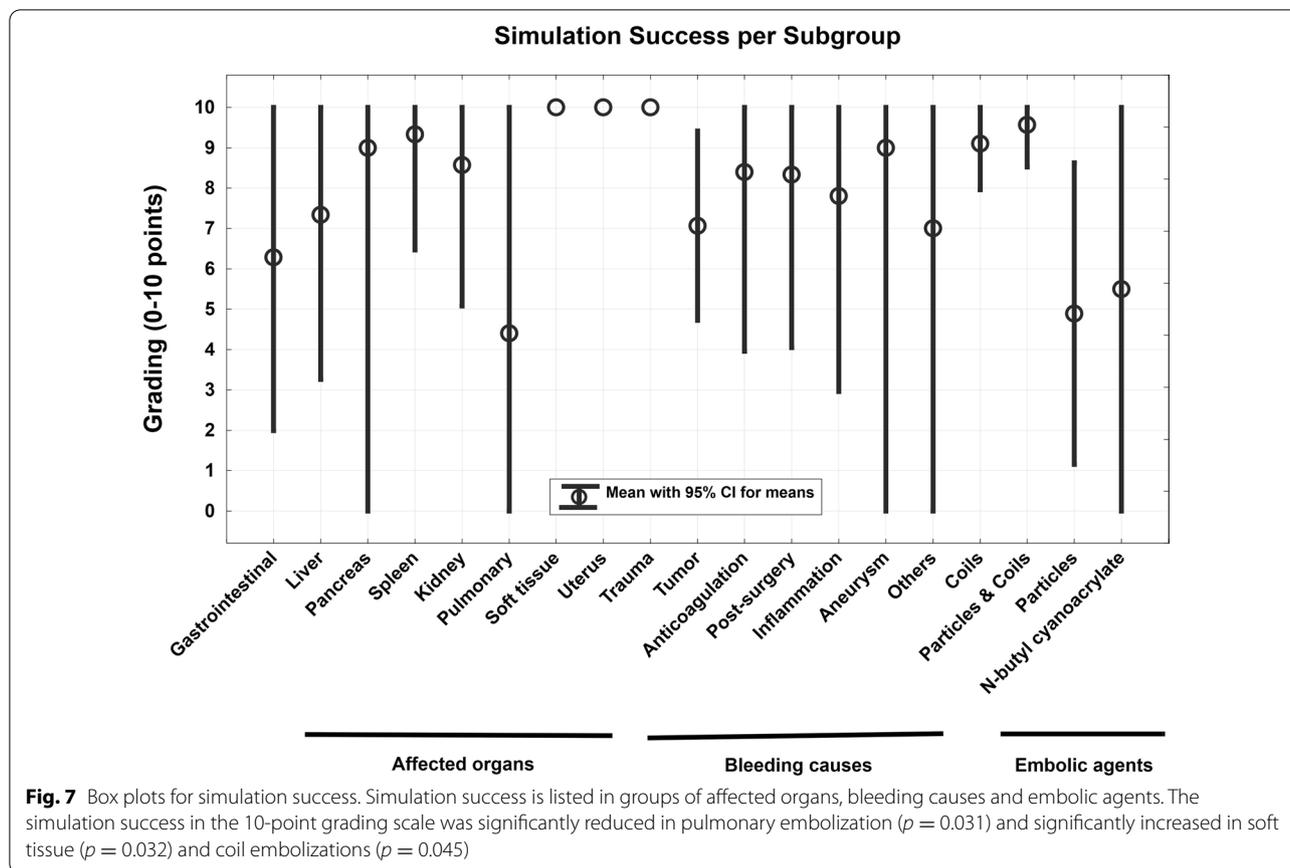 Simulation Success per Subgroup
Grading (0-10 points)
10
9
8
7
6
5
4
3
2
1
0
Mean with 95% CI for means
Gastrointestinal
Liver
Pancreas
Spleen
Kidney
Pulmonary
Soft tissue
Uterus
Trauma
Tumor
Anticoagulation
Post-surgery
Inflammation
Aneurysm
Others
Coils
Particles & Coils
Particles
N-butyl cyanoacrylate
Affected organs
Bleeding causes
Embolic agents
Fig. 7 Box plots for simulation success. Simulation success is listed in groups of affected organs, bleeding causes and embolic agents. The
simulation success in the 10-point grading scale was significantly reduced in pulmonary embolization (p = 0.031) and significantly increased in soft
tissue (p = 0.032) and coil embolizations (p = 0.045)